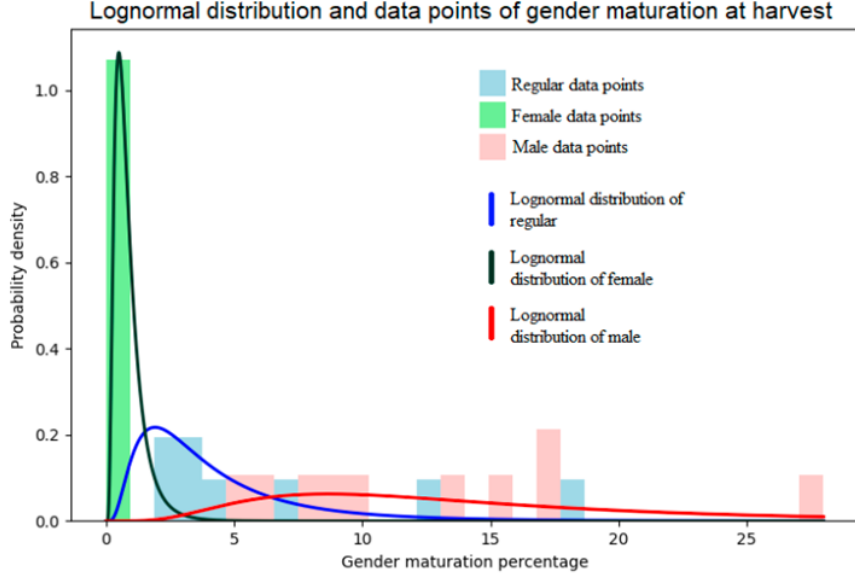 Lognormal distribution and data points of gender maturation at harvest
Regular data points
Female data points
Male data points
Lognormal distribution of
regular
Lognormal
distribution of female
Lognormal
distribution of male
Probability density
1.0
0.8
0.6
0.4
0.2
0.0
0 5 10 15 20 25
Gender maturation percentage